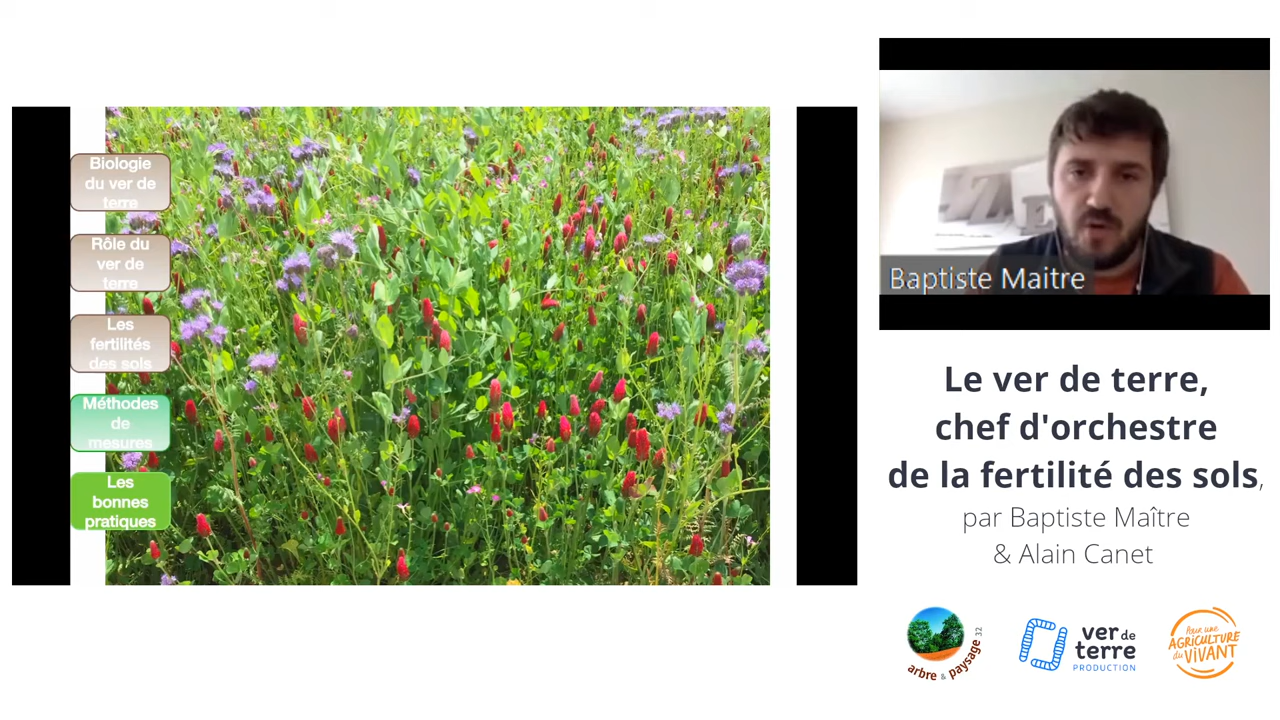 Biologie
du ver de
terre
Rôle du
ver de
terre
Les
fertilités
des sols
Méthodes
de
mesures
Les
bonnes
pratiques
Baptiste Maitre
Le ver de terre,
chef d'orchestre
de la fertilité des sols,
par Baptiste Maître
& Alain Canet
arbre & paysage 32
ver de
terre
PRODUCTION
Pour une
AGRICULTURE
du VIVANT